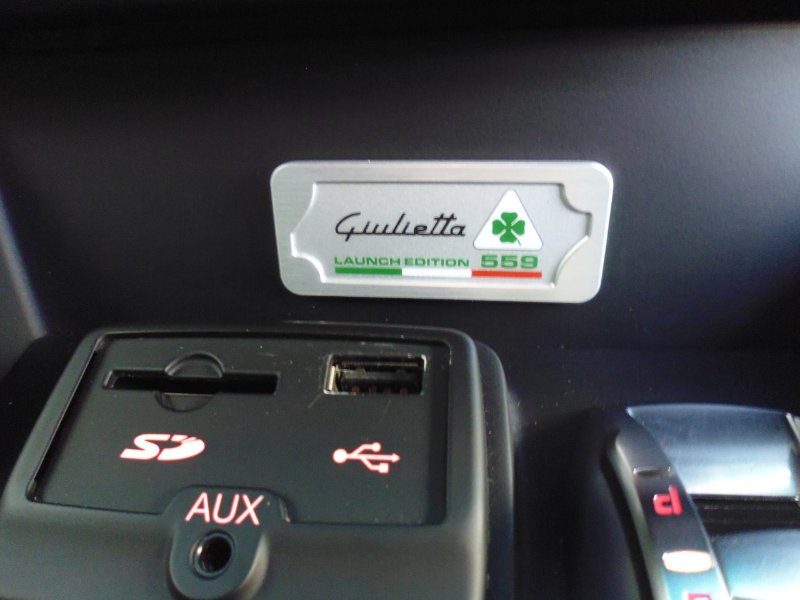 Giulietta
LAUNCH EDITION 559
SD
AUX
d